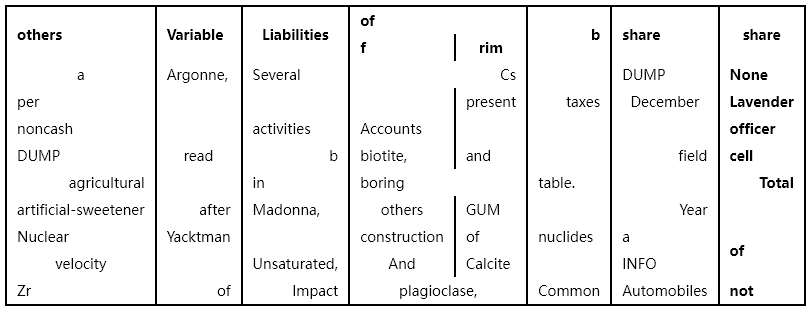 others Variable Liabilities of b share share
f rim
a Argonne, Several Cs DUMP None
per present taxes December Lavender
noncash activities Accounts officer
DUMP read b biotite, and field cell
agricultural in boring table. Total
artificial-sweetener after Madonna, others GUM Year
Nuclear Yacktman construction of nuclides a
of
velocity Unsaturated, And Calcite INFO
Zr of Impact plagioclase, Common Automobiles not